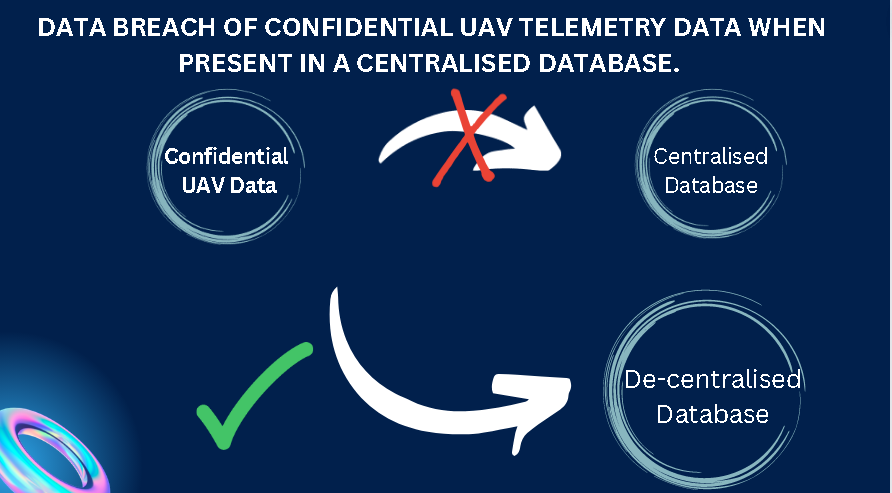 DATA BREACH OF CONFIDENTIAL UAV TELEMETRY DATA WHEN
PRESENT IN A CENTRALISED DATABASE.
Confidential
UAV Data
Centralised
Database
De-centralised
Database